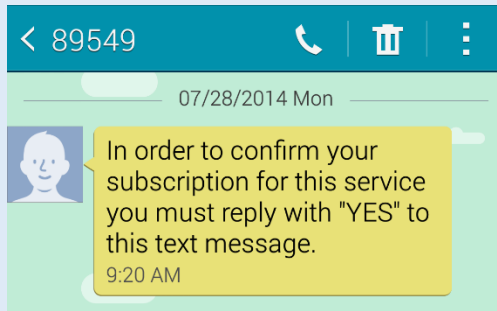 89549
07/28/2014 Mon
In order to confirm your
subscription for this service
you must reply with "YES" to
this text message.
9:20 AM